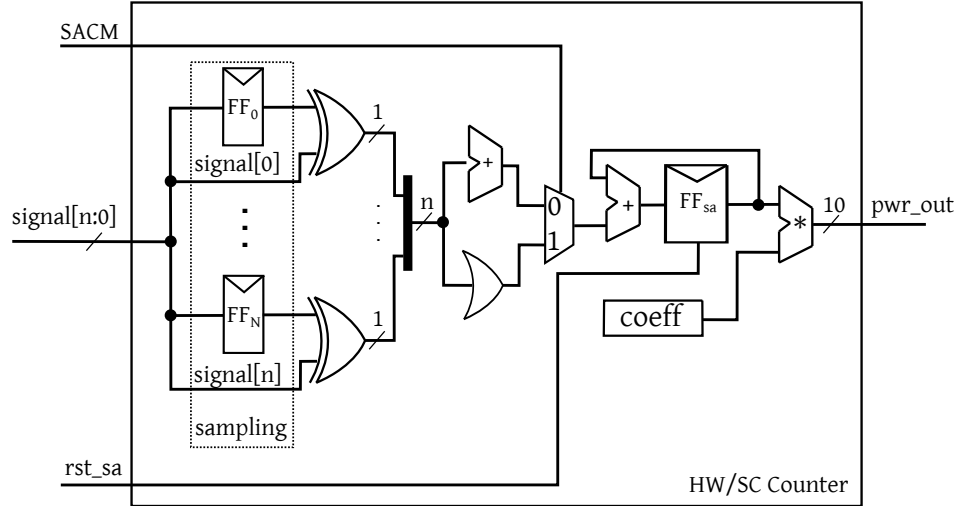 SACM
FF0
1
signal[0]
+
signal[n:0]
n
0
1
+
FFsa
*
10
pwr_out
FFN
1
coeff
signal[n]
sampling
rst_sa
HW/SC Counter